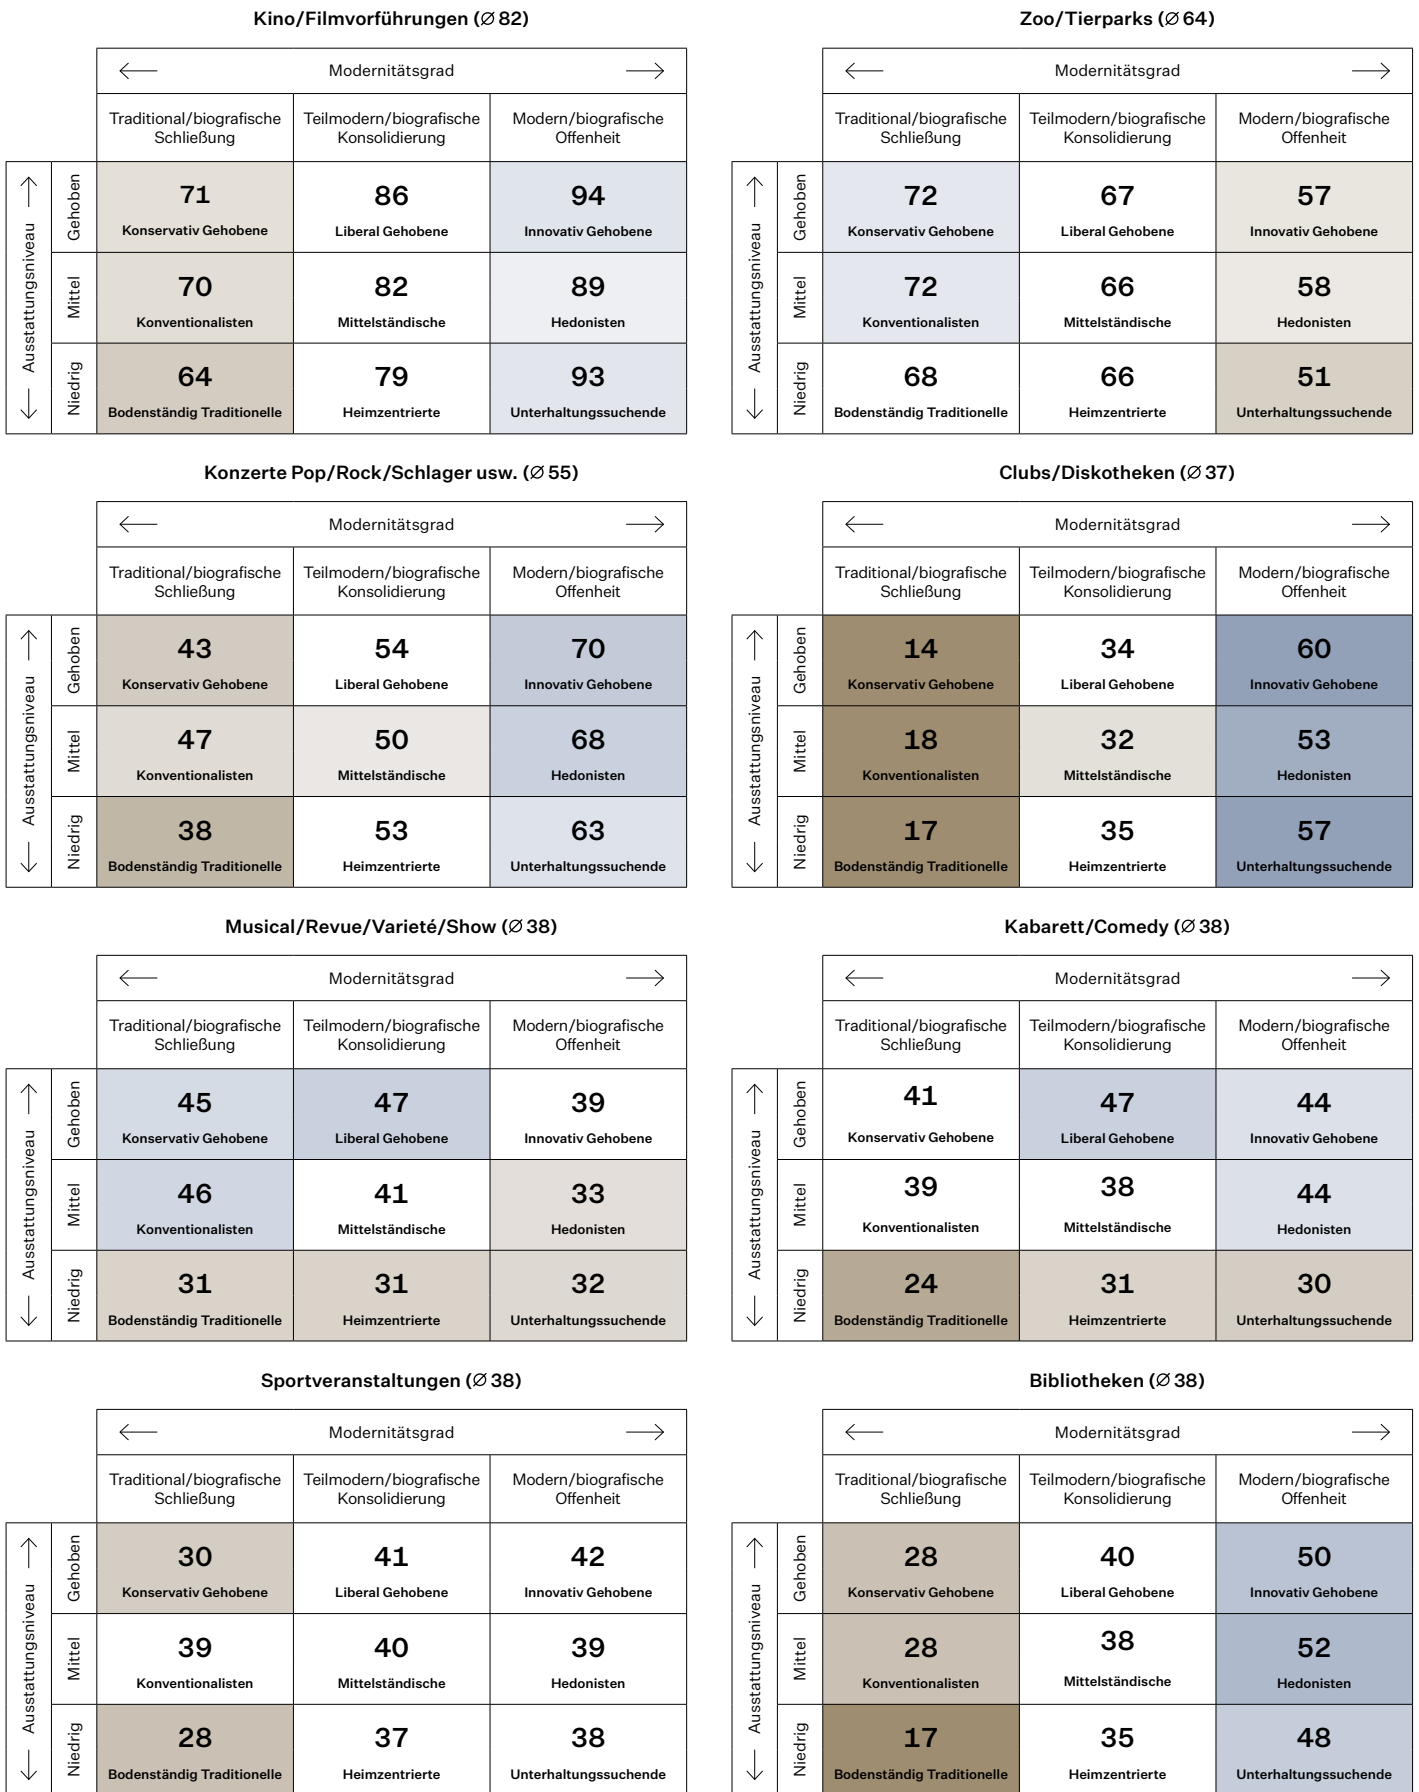 Kino/Filmvorführungen (Ø 82)
← Modernitätsgrad →
Traditional/biografische
Schließung
Teilmodern/biografische
Konsolidierung
Modern/biografische
Offenheit
← Ausstattungsniveau →
Gehoben
71
Konservativ Gehobene
86
Liberal Gehobene
94
Innovativ Gehobene
Mittel
70
Konventionalisten
82
Mittelständische
89
Hedonisten
Niedrig
64
Bodenständig Traditionelle
79
Heimzentrierte
93
Unterhaltungssuchende
Zoo/Tierparks (Ø 64)
← Modernitätsgrad →
Traditional/biografische
Schließung
Teilmodern/biografische
Konsolidierung
Modern/biografische
Offenheit
← Ausstattungsniveau →
Gehoben
72
Konservativ Gehobene
67
Liberal Gehobene
57
Innovativ Gehobene
Mittel
72
Konventionalisten
66
Mittelständische
58
Hedonisten
Niedrig
68
Bodenständig Traditionelle
66
Heimzentrierte
51
Unterhaltungssuchende
Konzerte Pop/Rock/Schlager usw. (Ø 55)
← Modernitätsgrad →
Traditional/biografische
Schließung
Teilmodern/biografische
Konsolidierung
Modern/biografische
Offenheit
← Ausstattungsniveau →
Gehoben
43
Konservativ Gehobene
54
Liberal Gehobene
70
Innovativ Gehobene
Mittel
47
Konventionalisten
50
Mittelständische
68
Hedonisten
Niedrig
38
Bodenständig Traditionelle
53
Heimzentrierte
63
Unterhaltungssuchende
Clubs/Diskotheken (Ø 37)
← Modernitätsgrad →
Traditional/biografische
Schließung
Teilmodern/biografische
Konsolidierung
Modern/biografische
Offenheit
← Ausstattungsniveau →
Gehoben
14
Konservativ Gehobene
34
Liberal Gehobene
60
Innovativ Gehobene
Mittel
18
Konventionalisten
32
Mittelständische
53
Hedonisten
Niedrig
17
Bodenständig Traditionelle
35
Heimzentrierte
57
Unterhaltungssuchende
Musical/Revue/Varieté/Show (Ø 38)
← Modernitätsgrad →
Traditional/biografische
Schließung
Teilmodern/biografische
Konsolidierung
Modern/biografische
Offenheit
← Ausstattungsniveau →
Gehoben
45
Konservativ Gehobene
47
Liberal Gehobene
39
Innovativ Gehobene
Mittel
46
Konventionalisten
41
Mittelständische
33
Hedonisten
Niedrig
31
Bodenständig Traditionelle
31
Heimzentrierte
32
Unterhaltungssuchende
Kabarett/Comedy (Ø 38)
← Modernitätsgrad →
Traditional/biografische
Schließung
Teilmodern/biografische
Konsolidierung
Modern/biografische
Offenheit
← Ausstattungsniveau →
Gehoben
41
Konservativ Gehobene
47
Liberal Gehobene
44
Innovativ Gehobene
Mittel
39
Konventionalisten
38
Mittelständische
44
Hedonisten
Niedrig
24
Bodenständig Traditionelle
31
Heimzentrierte
30
Unterhaltungssuchende
Sportveranstaltungen (Ø 38)
← Modernitätsgrad →
Traditional/biografische
Schließung
Teilmodern/biografische
Konsolidierung
Modern/biografische
Offenheit
← Ausstattungsniveau →
Gehoben
30
Konservativ Gehobene
41
Liberal Gehobene
42
Innovativ Gehobene
Mittel
39
Konventionalisten
40
Mittelständische
39
Hedonisten
Niedrig
28
Bodenständig Traditionelle
37
Heimzentrierte
38
Unterhaltungssuchende
Bibliotheken (Ø 38)
← Modernitätsgrad →
Traditional/biografische
Schließung
Teilmodern/biografische
Konsolidierung
Modern/biografische
Offenheit
← Ausstattungsniveau →
Gehoben
28
Konservativ Gehobene
40
Liberal Gehobene
50
Innovativ Gehobene
Mittel
28
Konventionalisten
38
Mittelständische
52
Hedonisten
Niedrig
17
Bodenständig Traditionelle
35
Heimzentrierte
48
Unterhaltungssuchende